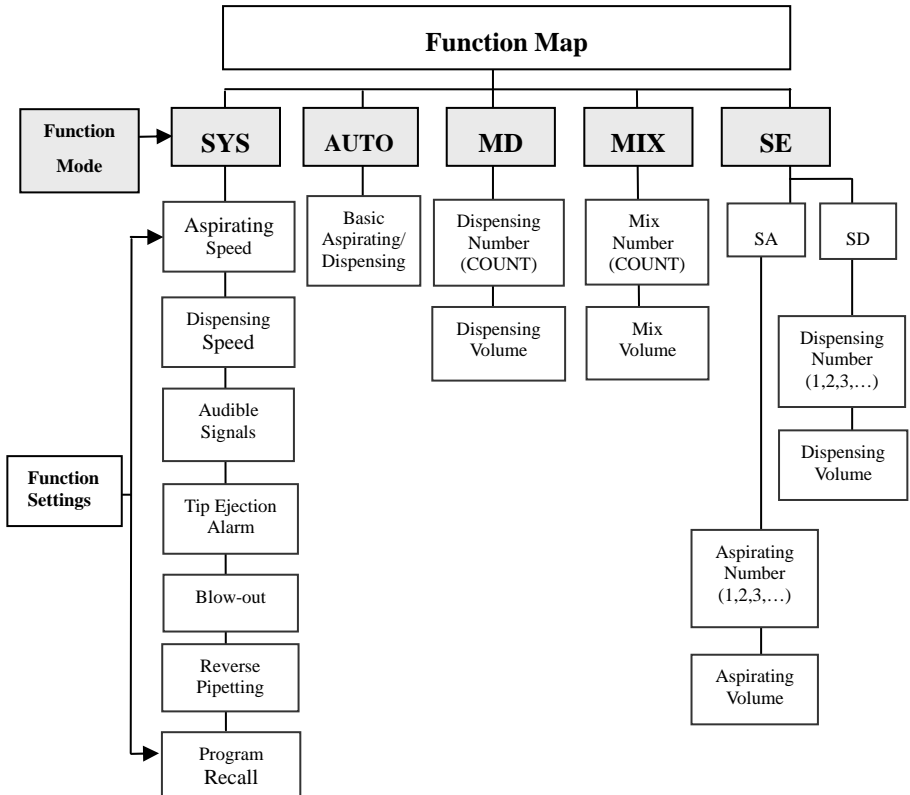 Function Map
Function
Mode
SYS
AUTO
MD
MIX
SE
Aspirating
Speed
Basic
Aspirating/
Dispensing
Dispensing
Number
(COUNT)
Mix
Number
(COUNT)
SA
SD
Dispensing
Speed
Dispensing
Volume
Mix
Volume
Dispensing
Number
(1,2,3,…)
Audible
Signals
Dispensing
Volume
Function
Settings
Tip Ejection
Alarm
Aspirating
Number
(1,2,3,…)
Blow-out
Reverse
Pipetting
Aspirating
Volume
Program
Recall